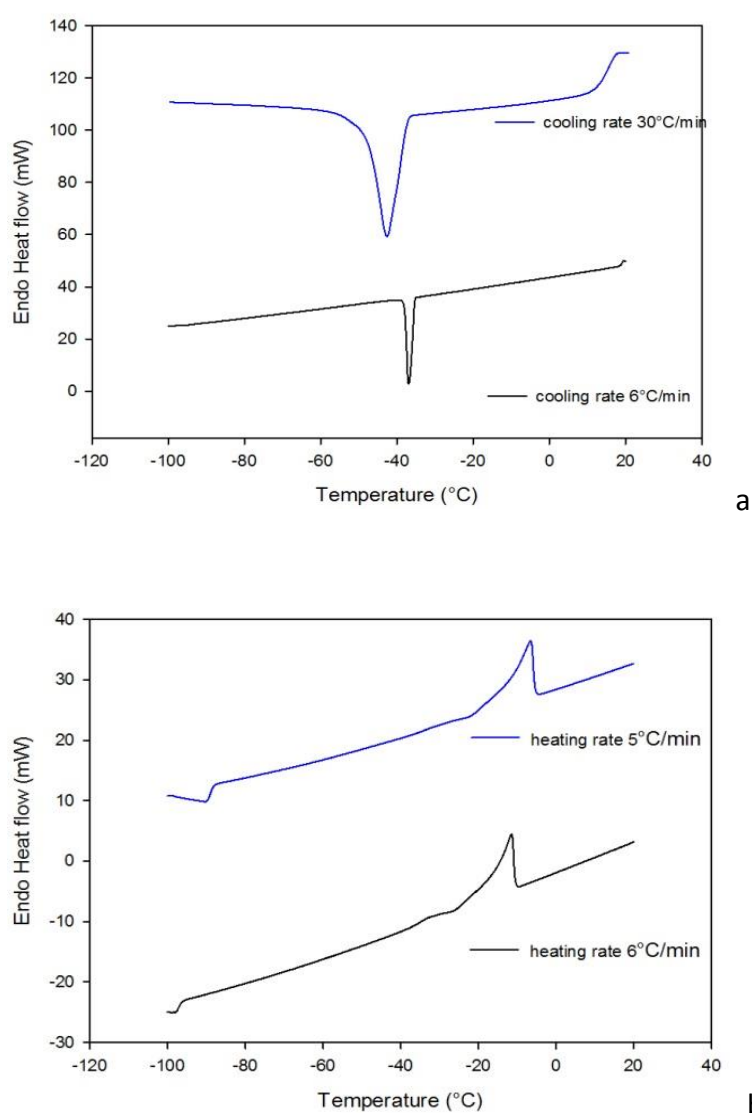 140
120
100
80
60
40
20
0
Endo Heat flow (mW)
cooling rate 30°C/min
cooling rate 6°C/min
-120 -100 -80 -60 -40 -20 0 20 40
Temperature (°C)
a
40
30
20
10
0
-10
-20
-30
Endo Heat flow (mW)
heating rate 5°C/min
heating rate 6°C/min
-120 -100 -80 -60 -40 -20 0 20 40
Temperature (°C)